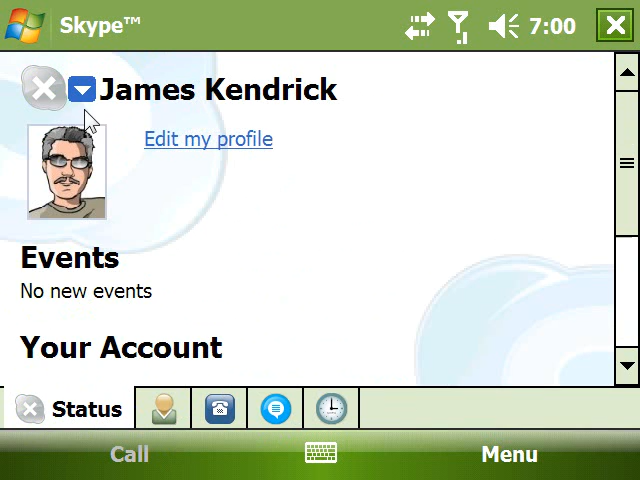 Skype™ 7:00
James Kendrick
Edit my profile
Events
No new events
Your Account
Status
Call Menu